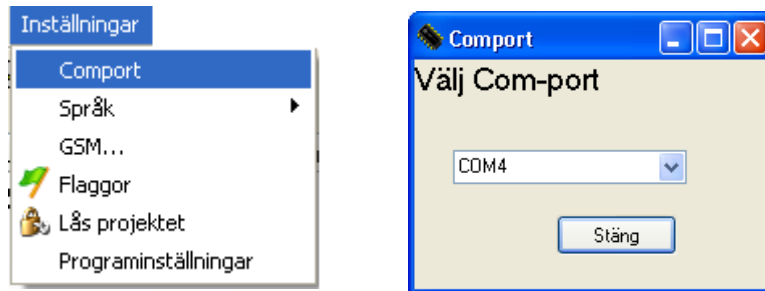 Inställningar
Comport
Språk
GSM...
Flaggor
Lås projektet
Programinställningar
Comport
Välj Com-port
COM4
Stäng